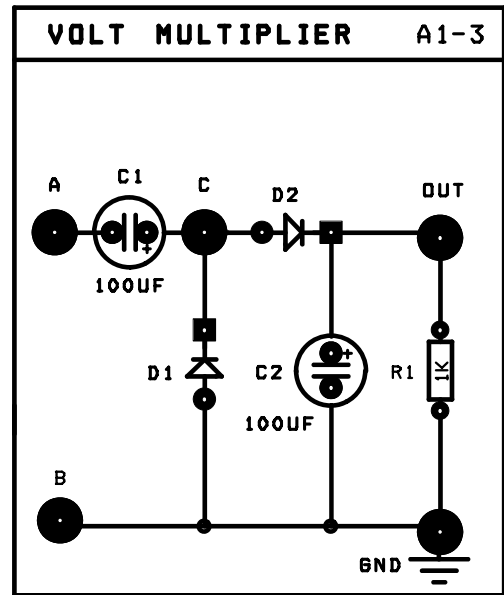 VOLT MULTIPLIER A1-3
A C1 C D2 OUT
+
100UF
D1 C2 + R1 1K
100UF
B
GND